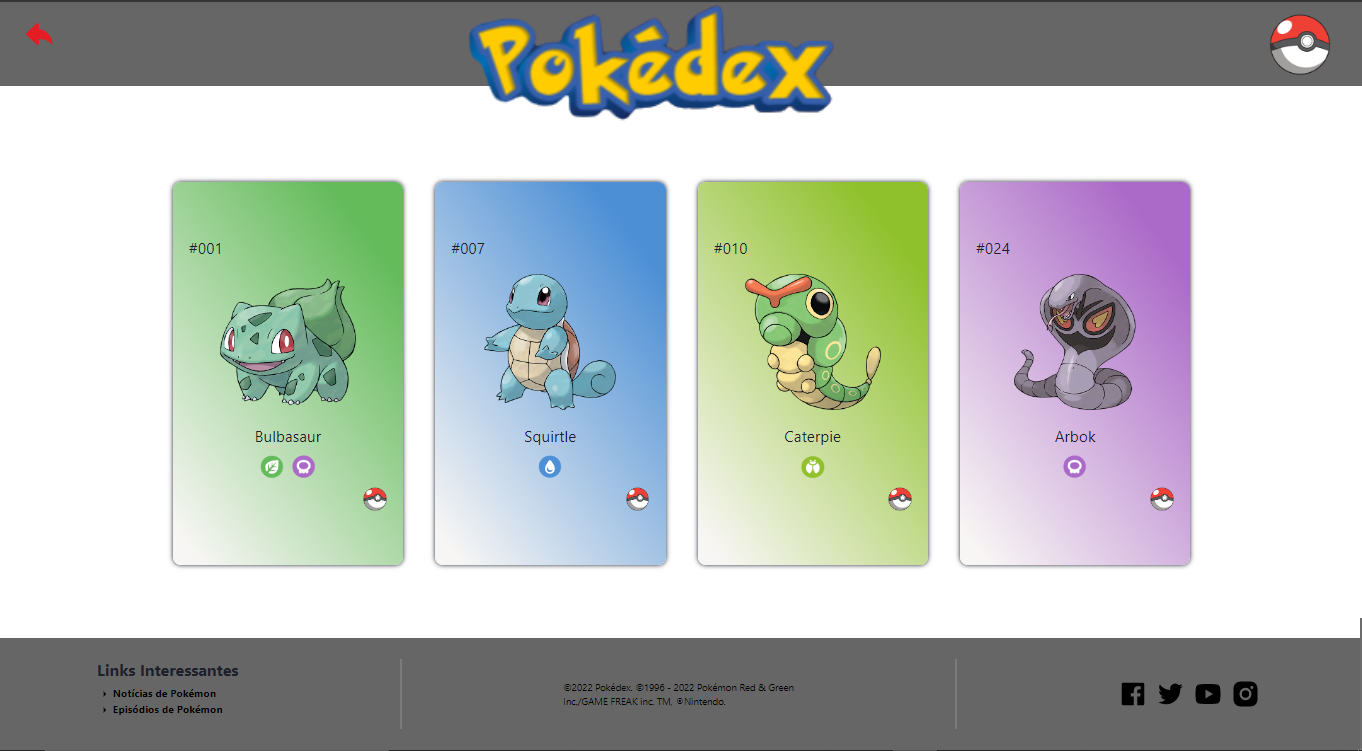 Pokédex
#001
Bulbasaur
#007
Squirtle
#010
Caterpie
#024
Arbok
Links Interessantes
Notícias de Pokémon
Episódios de Pokémon
©2022 Pokédex. ©1996 - 2022 Pokémon Red & Green
Inc./GAME FREAK inc. TM, ®Nintendo.